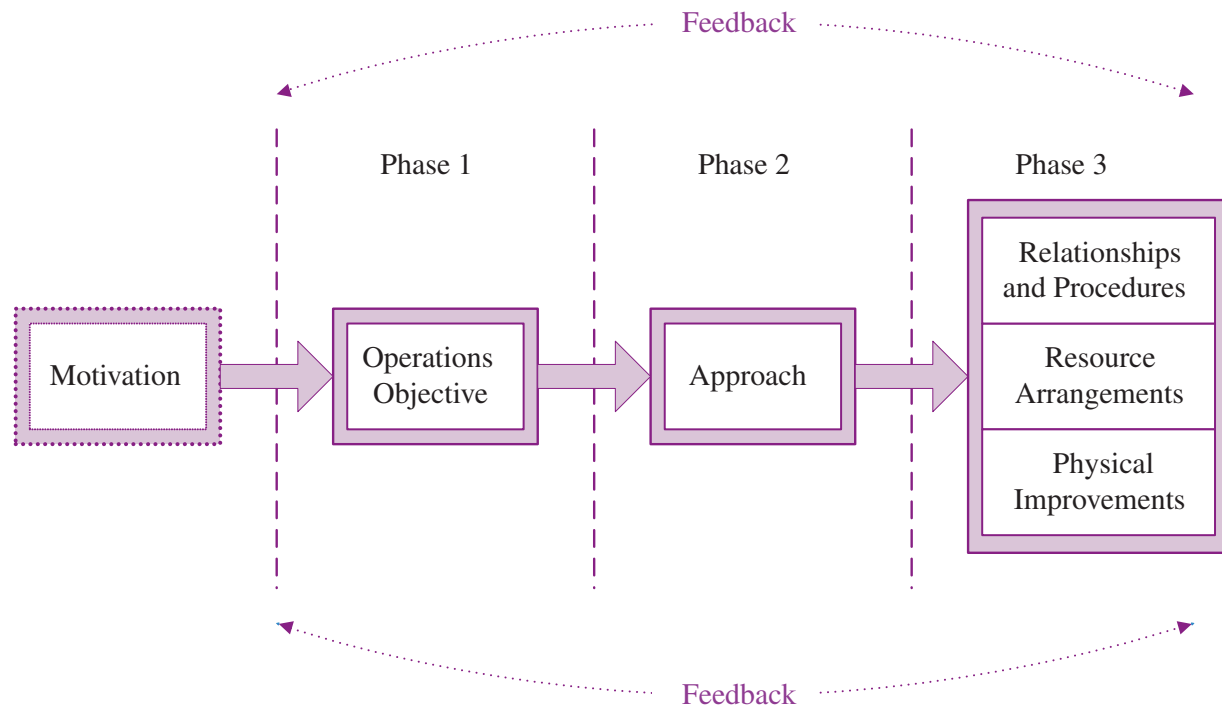 Feedback
Phase 1
Phase 2
Phase 3
Motivation
Operations
Objective
Approach
Relationships
and Procedures
Resource
Arrangements
Physical
Improvements
Feedback